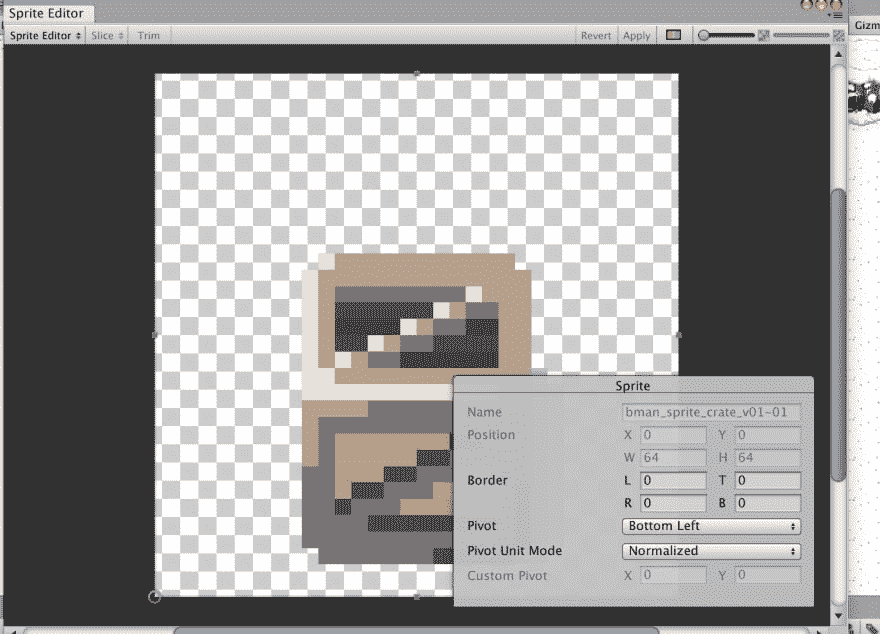 Sprite Editor
Gizm
Sprite Editor Slice Trim Revert Apply
Sprite
Name bman_sprite_crate_v01-01
Position X 0 Y 0
W 64 H 64
Border L 0 T 0
R 0 B 0
Pivot Bottom Left
Pivot Unit Mode Normalized
Custom Pivot X 0 Y 0